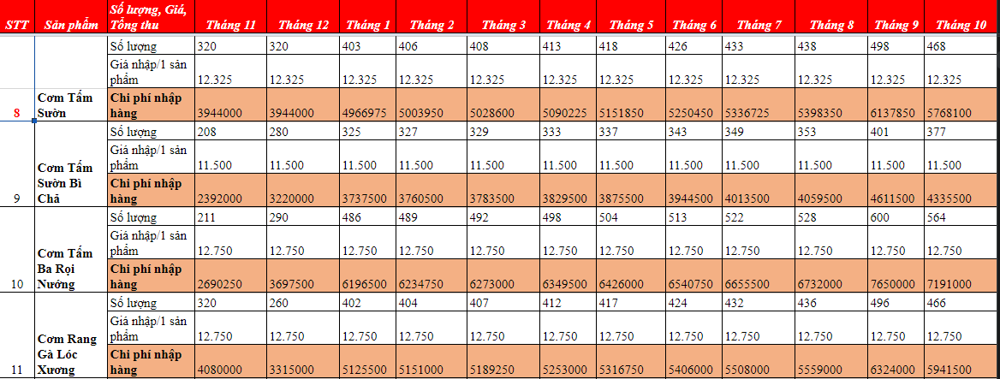 STT Sản phẩm Số lượng, Giá, Tổng thu Tháng 11 Tháng 12 Tháng 1 Tháng 2 Tháng 3 Tháng 4 Tháng 5 Tháng 6 Tháng 7 Tháng 8 Tháng 9 Tháng 10
8 Cơm Tấm Sườn
Số lượng 320 320 403 406 408 413 418 426 433 438 498 468
Giá nhập/1 sản phẩm 12.325 12.325 12.325 12.325 12.325 12.325 12.325 12.325 12.325 12.325 12.325 12.325
Chi phí nhập hàng 3944000 3944000 4966975 5003950 5028600 5090225 5151850 5250450 5336725 5398350 6137850 5768100
9 Cơm Tấm Sườn Bì Chả
Số lượng 208 280 325 327 329 333 337 343 349 353 401 377
Giá nhập/1 sản phẩm 11.500 11.500 11.500 11.500 11.500 11.500 11.500 11.500 11.500 11.500 11.500 11.500
Chi phí nhập hàng 2392000 3220000 3737500 3760500 3783500 3829500 3875500 3944500 4013500 4059500 4611500 4335500
10 Cơm Tấm Ba Rọi Nướng
Số lượng 211 290 486 489 492 498 504 513 522 528 600 564
Giá nhập/1 sản phẩm 12.750 12.750 12.750 12.750 12.750 12.750 12.750 12.750 12.750 12.750 12.750 12.750
Chi phí nhập hàng 2690250 3697500 6196500 6234750 6273000 6349500 6426000 6540750 6655500 6732000 7650000 7191000
11 Cơm Rang Gà Lóc Xương
Số lượng 320 260 402 404 407 412 417 424 432 436 496 466
Giá nhập/1 sản phẩm 12.750 12.750 12.750 12.750 12.750 12.750 12.750 12.750 12.750 12.750 12.750 12.750
Chi phí nhập hàng 4080000 3315000 5125500 5151000 5189250 5253000 5316750 5406000 5508000 5559000 6324000 5941500